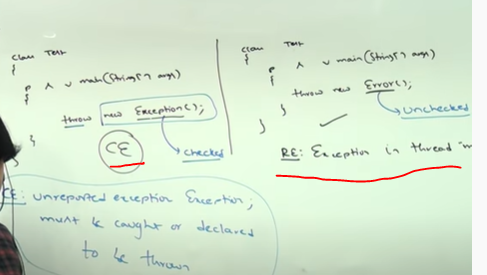 class Test
{
p s v main(String[] args)
{
throw new Exception();
}
}
CE
checked
CE: unreported exception Exception;
must be caught or declared
to be thrown
class Test
{
p s v main(String[] args)
{
throw new Error();
}
}
Unchecked
RE: Exception in thread "m